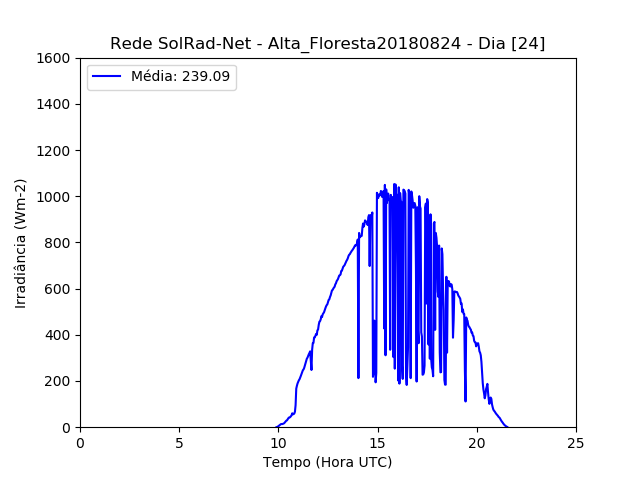 Rede SolRad-Net - Alta_Floresta20180824 - Dia [24]
Média: 239.09
Irradiância (Wm-2)
1600
1400
1200
1000
800
600
400
200
0
0 5 10 15 20 25
Tempo (Hora UTC)